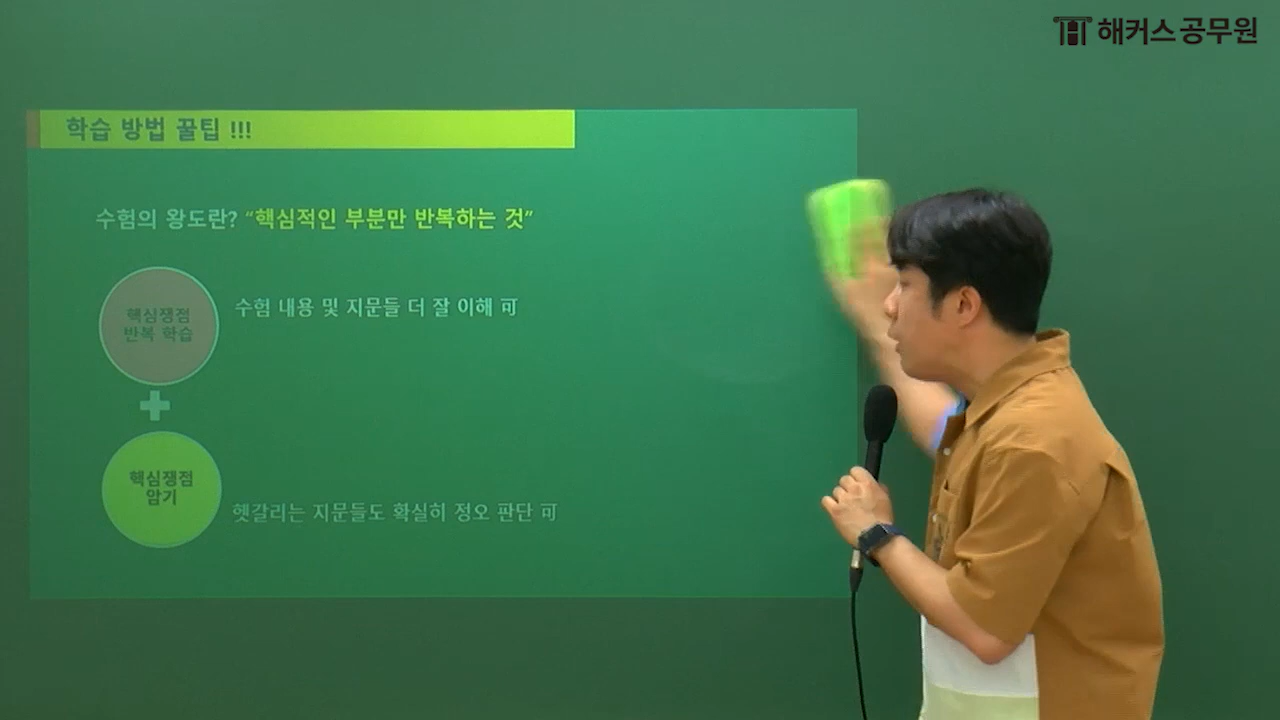 해커스공무원
학습 방법 꿀팁 !!!
수험의 왕도란? “핵심적인 부분만 반복하는 것”
핵심쟁점
반복 학습
수험 내용 및 지문들 더 잘 이해 可
핵심쟁점
암기
헷갈리는 지문들도 확실히 정오 판단 可